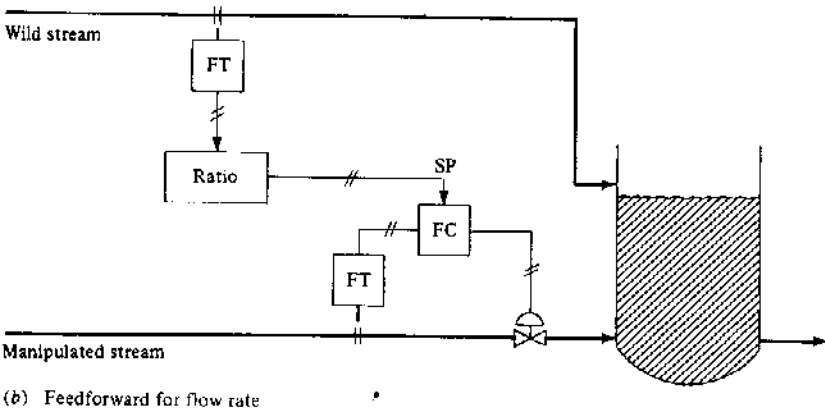 Wild stream
FT
Ratio
SP
FC
FT
Manipulated stream
(b) Feedforward for flow rate